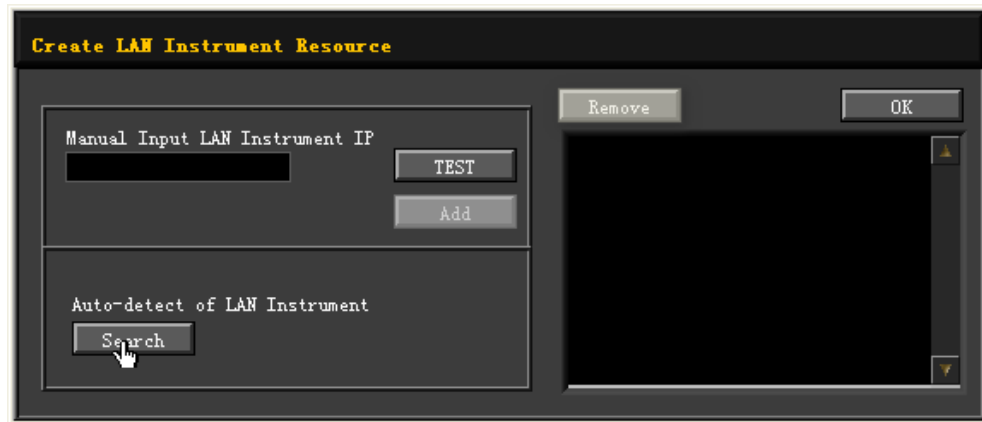 Create LAN Instrument Resource
Remove
OK
Manual Input LAN Instrument IP
TEST
Add
Auto-detect of LAN Instrument
Search